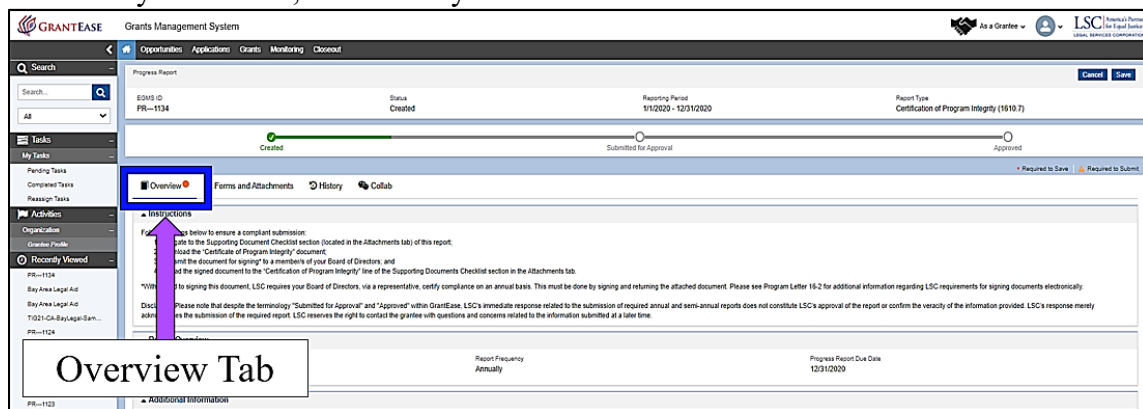 GRANTEASE
Grants Management System
As a Grantee
LSC America's Partner for Equal Justice
LEGAL SERVICES CORPORATION
Opportunities Applications Grants Monitoring Closeout
Search
Search...
All
Tasks
My Tasks
Pending Tasks
Completed Tasks
Reassign Tasks
Activities
Organization
Grantee Profile
Recently Viewed
PR---1134
Bay Area Legal Aid
Bay Area Legal Aid
TIG21-CA-BayLegal-Sam...
PR---1124
PR---1123
Progress Report
Cancel Save
EGMS ID Status Reporting Period Report Type
PR---1134 Created 1/1/2020 - 12/31/2020 Certification of Program Integrity (1610.7)
Created Submitted for Approval Approved
* Required to Save Required to Submit
Overview Forms and Attachments History Collab
Instructions
below to ensure a compliant submission:
to the Supporting Document Checklist section (located in the Attachments tab) of this report;
the "Certificate of Program Integrity" document;
the document for signing* to a member/s of your Board of Directors; and
the signed document to the "Certification of Program Integrity" line of the Supporting Documents Checklist section in the Attachments tab.
to signing this document, LSC requires your Board of Directors, via a representative, certify compliance on an annual basis. This must be done by signing and returning the attached document. Please see Program Letter 16-2 for additional information regarding LSC requirements for signing documents electronically.
Please note that despite the terminology "Submitted for Approval" and "Approved" within GrantEase, LSC's immediate response related to the submission of required annual and semi-annual reports does not constitute LSC's approval of the report or confirm the veracity of the information provided. LSC's response merely
the submission of the required report. LSC reserves the right to contact the grantee with questions and concerns related to the information submitted at a later time.
Report Frequency Progress Report Due Date
Annually 12/31/2020
Additional Information
Overview Tab